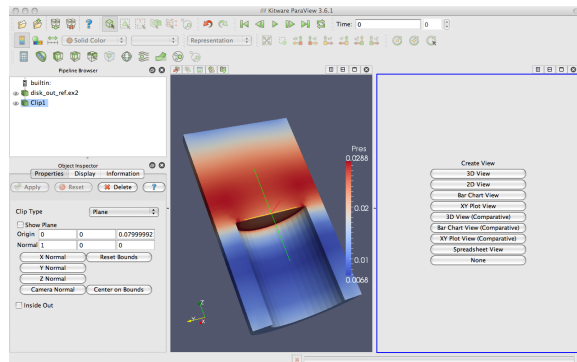 Kitware ParaView 3.6.1
Time: 0 0
Solid Color Representation
Pipeline Browser
builtin:
disk_out_ref.ex2
Clip1
Object Inspector
Properties Display Information
Apply Reset Delete ?
Clip Type Plane
Show Plane
Origin 0 0 0.07999992
Normal 1 0 0
X Normal Reset Bounds
Y Normal
Z Normal
Camera Normal Center on Bounds
Inside Out
Pres
0.0288
0.02
0.01
0.0068
Z
Y X
Create View
3D View
2D View
Bar Chart View
XY Plot View
3D View (Comparative)
Bar Chart View (Comparative)
XY Plot View (Comparative)
Spreadsheet View
None